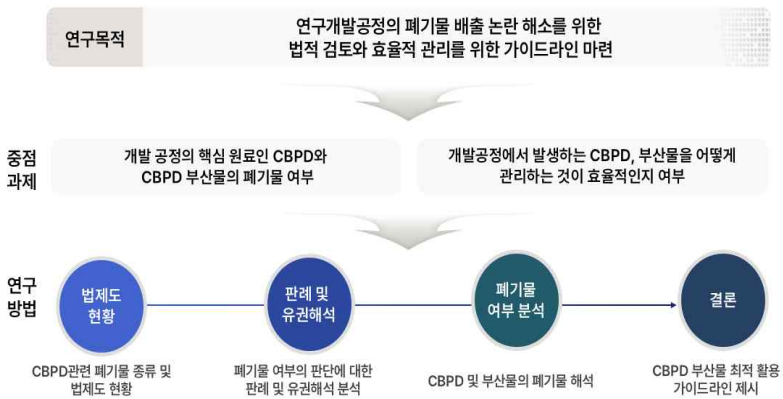 연구목적
연구개발공정의 폐기물 배출 논란 해소를 위한
법적 검토와 효율적 관리를 위한 가이드라인 마련
중점
과제
개발 공정의 핵심 원료인 CBPD와
CBPD 부산물의 폐기물 여부
개발공정에서 발생하는 CBPD, 부산물을 어떻게
관리하는 것이 효율적인지 여부
연구
방법
법제도
현황
판례 및
유권해석
폐기물
여부 분석
결론
CBPD관련 폐기물 종류 및
법제도 현황
폐기물 여부의 판단에 대한
판례 및 유권해석 분석
CBPD 및 부산물의 폐기물 해석
CBPD 부산물 최적 활용
가이드라인 제시